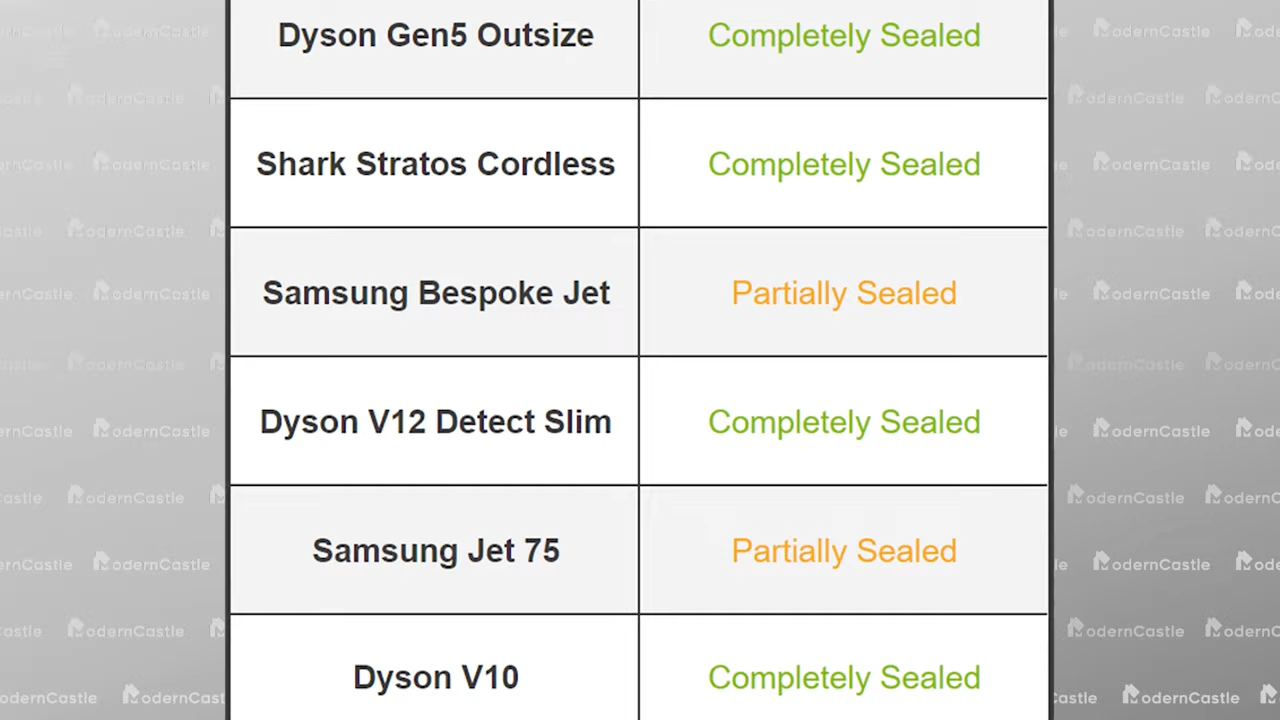 Dyson Gen5 Outsize Completely Sealed
Shark Stratos Cordless Completely Sealed
Samsung Bespoke Jet Partially Sealed
Dyson V12 Detect Slim Completely Sealed
Samsung Jet 75 Partially Sealed
Dyson V10 Completely Sealed
ModernCastle